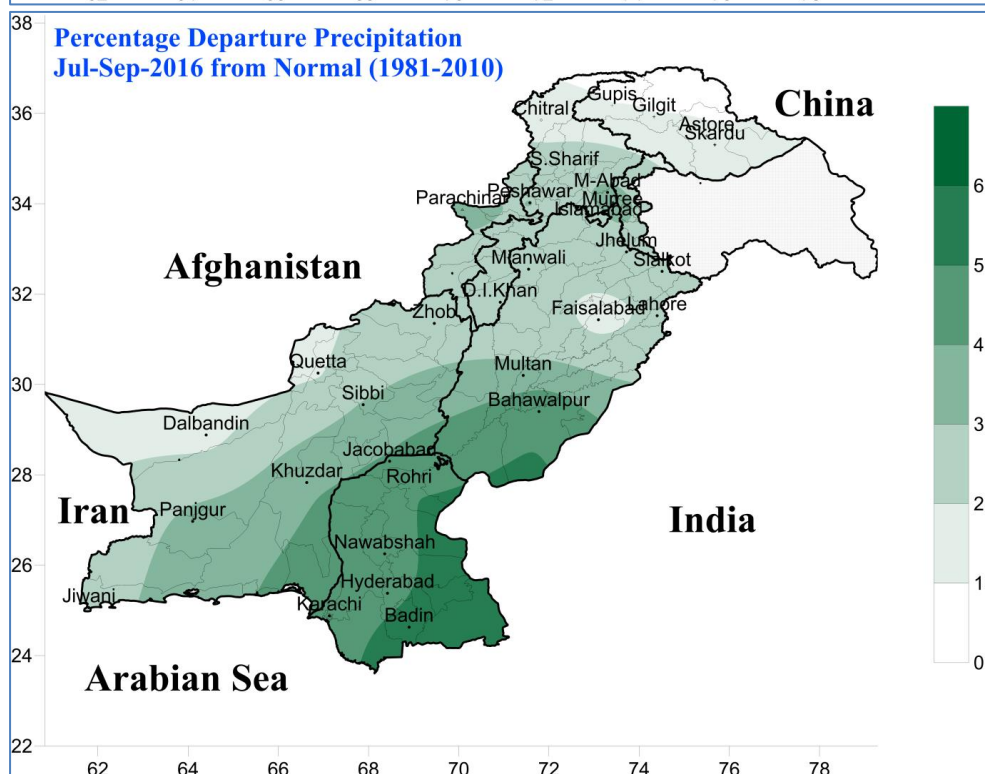 38
Percentage Departure Precipitation
Jul-Sep-2016 from Normal (1981-2010)
Gupis
Chitral
Gilgit
China
36
Astore
Skardu
S.Sharif
6
M-Abad
Peshawar
Parachinar
Murree
34
Islamabad
Jhelum
Mianwali
Sialkot
5
Afghanistan
D.I.Khan
32
Zhob
Faisalabad
Lahore
4
Quetta
Multan
30
Sibbi
Bahawalpur
3
Dalbandin
Jacobabad
28
Khuzdar
Rohri
2
Iran
Panjgur
India
Nawabshah
26
1
Hyderabad
Jiwani
Karachi
Badin
24
0
Arabian Sea
22
62 64 66 68 70 72 74 76 78